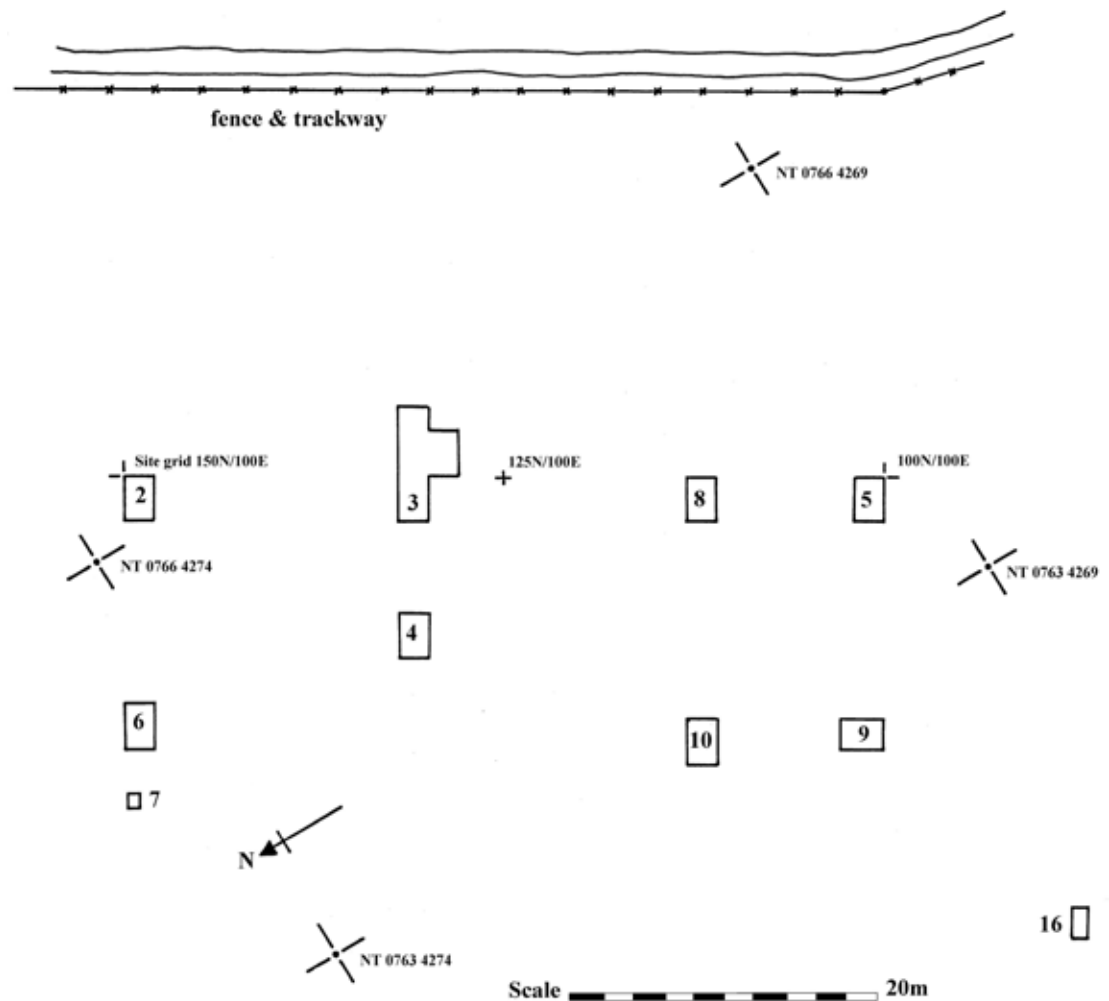 fence & trackway
NT 0766 4269
Site grid 150N/100E
125N/100E
100N/100E
2
3
8
5
NT 0766 4274
NT 0763 4269
4
6
10
9
7
N
16
NT 0763 4274
Scale 20m